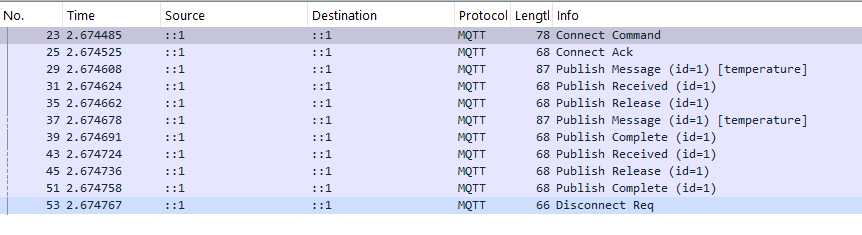 No. Time Source Destination Protocol Lengtl Info
23 2.674485 ::1 ::1 MQTT 78 Connect Command
25 2.674525 ::1 ::1 MQTT 68 Connect Ack
29 2.674608 ::1 ::1 MQTT 87 Publish Message (id=1) [temperature]
31 2.674624 ::1 ::1 MQTT 68 Publish Received (id=1)
35 2.674662 ::1 ::1 MQTT 68 Publish Release (id=1)
37 2.674678 ::1 ::1 MQTT 87 Publish Message (id=1) [temperature]
39 2.674691 ::1 ::1 MQTT 68 Publish Complete (id=1)
43 2.674724 ::1 ::1 MQTT 68 Publish Received (id=1)
45 2.674736 ::1 ::1 MQTT 68 Publish Release (id=1)
51 2.674758 ::1 ::1 MQTT 68 Publish Complete (id=1)
53 2.674767 ::1 ::1 MQTT 66 Disconnect Req